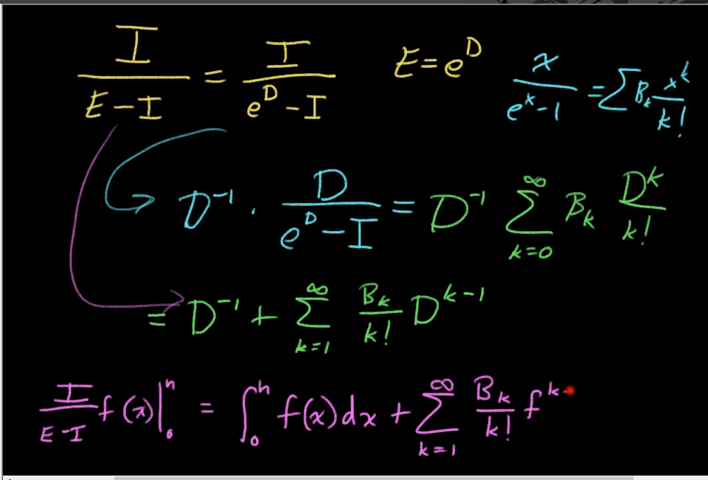 I/(E-I) = I/(e^D-I)   E=e^D   x/(e^x-1) = ∑ B_k x^k/k!
D^-1 · D/(e^D-I) = D^-1 ∑_{k=0}^{∞} B_k D^k/k!
= D^-1 + ∑_{k=1}^{∞} B_k/k! D^{k-1}
I/(E-I) f(x)|_0^n = ∫_0^n f(x)dx + ∑_{k=1}^{∞} B_k/k! f^{k-